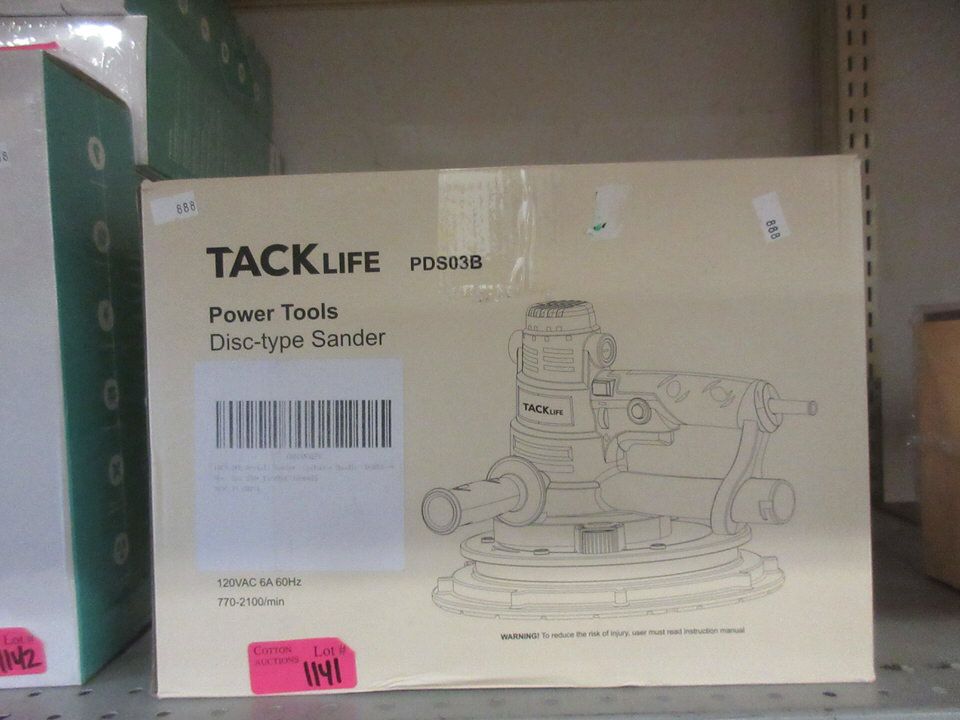 888
888
TACKLIFE PDS03B
Power Tools
Disc-type Sander
TACKLIFE
120VAC 6A 60Hz
770-2100/min
WARNING! To reduce the risk of injury, user must read instruction manual
COTTON
AUCTIONS
Lot #
1141
Lot #
1142